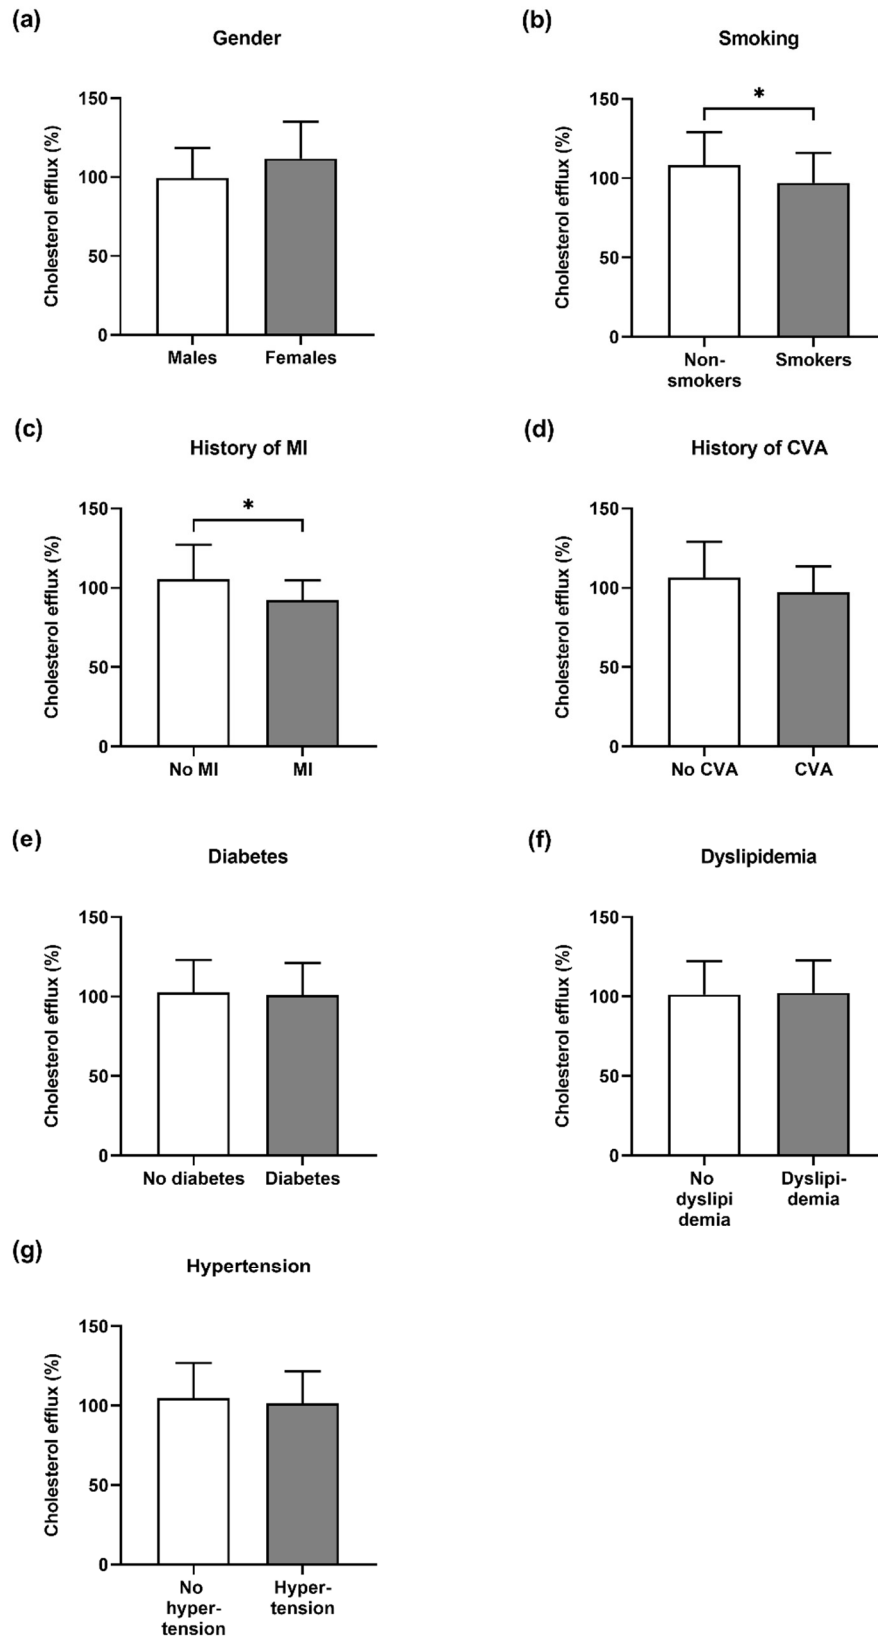 (a)
Gender
Cholesterol efflux (%)
150
100
50
0
Males Females
(b)
Smoking
*
Cholesterol efflux (%)
150
100
50
0
Non-
smokers
Smokers
(c)
History of MI
*
Cholesterol efflux (%)
150
100
50
0
No MI MI
(d)
History of CVA
Cholesterol efflux (%)
150
100
50
0
No CVA CVA
(e)
Diabetes
Cholesterol efflux (%)
150
100
50
0
No diabetes Diabetes
(f)
Dyslipidemia
Cholesterol efflux (%)
150
100
50
0
No
dyslipi
demia
Dyslipi-
demia
(g)
Hypertension
Cholesterol efflux (%)
150
100
50
0
No
hyper-
tension
Hyper-
tension